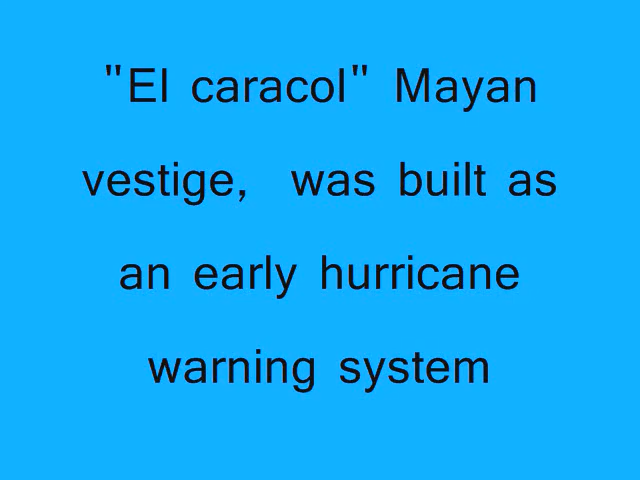 "El caracol" Mayan
vestige, was built as
an early hurricane
warning system